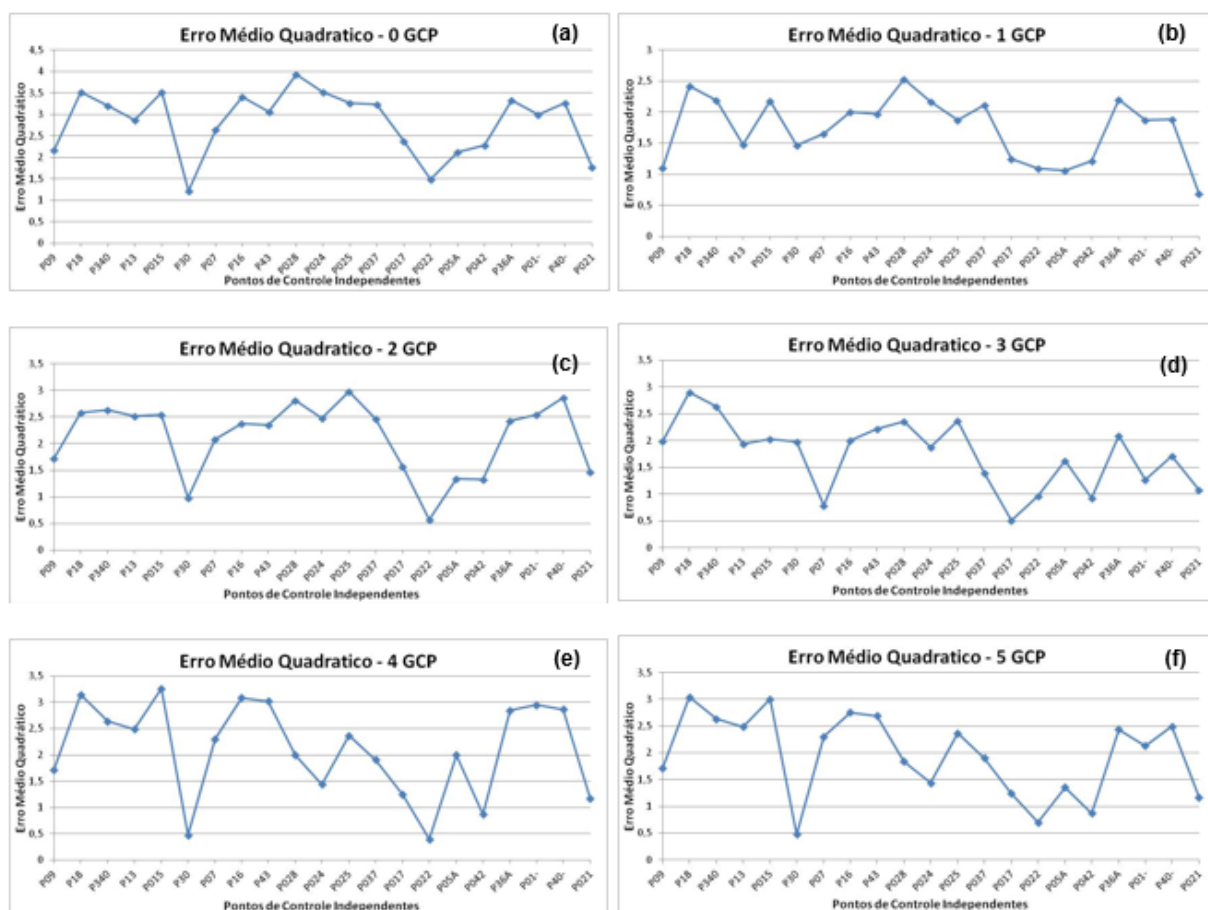 Erro Médio Quadratico - 0 GCP
(a)
Erro Médio Quadrático
4,5
4
3,5
3
2,5
2
1,5
1
0,5
0
P09 P18 P340 P13 P015 P30 P07 P16 P43 P028 P024 P025 P037 P017 P022 P05A P042 P36A P01- P40- P021
Pontos de Controle Independentes
Erro Médio Quadratico - 1 GCP
(b)
Erro Médio Quadrático
3
2,5
2
1,5
1
0,5
0
P09 P18 P340 P13 P015 P30 P07 P16 P43 P028 P024 P025 P037 P017 P022 P05A P042 P36A P01- P40- P021
Pontos de Controle Independentes
Erro Médio Quadratico - 2 GCP
(c)
Erro Médio Quadrático
3,5
3
2,5
2
1,5
1
0,5
0
P09 P18 P340 P13 P015 P30 P07 P16 P43 P028 P024 P025 P037 P017 P022 P05A P042 P36A P01- P40- P021
Pontos de Controle Independentes
Erro Médio Quadratico - 3 GCP
(d)
Erro Médio Quadrático
3,5
3
2,5
2
1,5
1
0,5
0
P09 P18 P340 P13 P015 P30 P07 P16 P43 P028 P024 P025 P037 P017 P022 P05A P042 P36A P01- P40- P021
Pontos de Controle Independentes
Erro Médio Quadratico - 4 GCP
(e)
Erro Médio Quadrático
3,5
3
2,5
2
1,5
1
0,5
0
P09 P18 P340 P13 P015 P30 P07 P16 P43 P028 P024 P025 P037 P017 P022 P05A P042 P36A P01- P40- P021
Pontos de Controle Independentes
Erro Médio Quadratico - 5 GCP
(f)
Erro Médio Quadrático
3,5
3
2,5
2
1,5
1
0,5
0
P09 P18 P340 P13 P015 P30 P07 P16 P43 P028 P024 P025 P037 P017 P022 P05A P042 P36A P01- P40- P021
Pontos de Controle Independentes